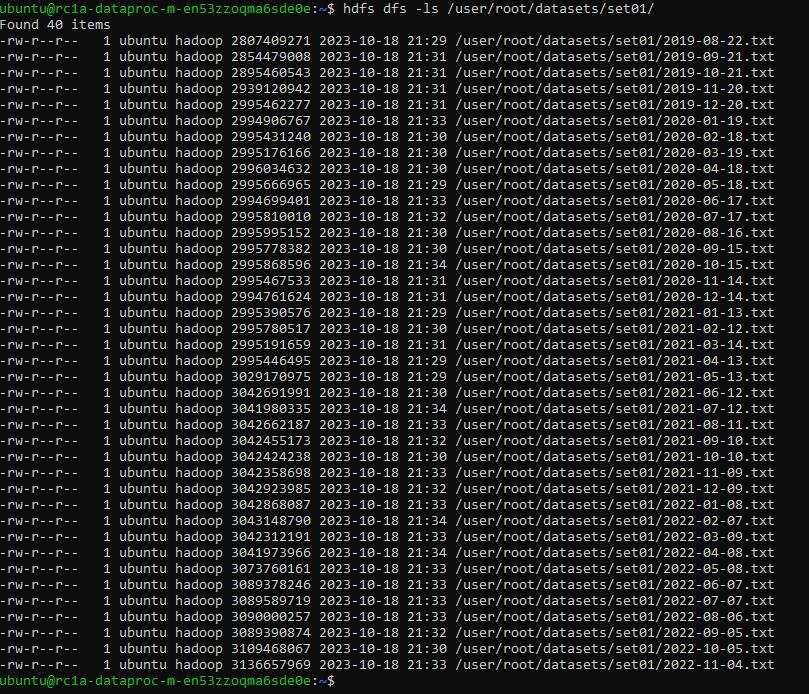 ubuntu@rc1a-dataproc-m-en53zzoqma6sde0e:~$ hdfs dfs -ls /user/root/datasets/set01/
Found 40 items
-rw-r--r--   1 ubuntu hadoop 2807409271 2023-10-18 21:29 /user/root/datasets/set01/2019-08-22.txt
-rw-r--r--   1 ubuntu hadoop 2854479008 2023-10-18 21:31 /user/root/datasets/set01/2019-09-21.txt
-rw-r--r--   1 ubuntu hadoop 2895460543 2023-10-18 21:31 /user/root/datasets/set01/2019-10-21.txt
-rw-r--r--   1 ubuntu hadoop 2939120942 2023-10-18 21:31 /user/root/datasets/set01/2019-11-20.txt
-rw-r--r--   1 ubuntu hadoop 2995462277 2023-10-18 21:31 /user/root/datasets/set01/2019-12-20.txt
-rw-r--r--   1 ubuntu hadoop 2994906767 2023-10-18 21:33 /user/root/datasets/set01/2020-01-19.txt
-rw-r--r--   1 ubuntu hadoop 2995431240 2023-10-18 21:30 /user/root/datasets/set01/2020-02-18.txt
-rw-r--r--   1 ubuntu hadoop 2995176166 2023-10-18 21:30 /user/root/datasets/set01/2020-03-19.txt
-rw-r--r--   1 ubuntu hadoop 2996034632 2023-10-18 21:30 /user/root/datasets/set01/2020-04-18.txt
-rw-r--r--   1 ubuntu hadoop 2995666965 2023-10-18 21:29 /user/root/datasets/set01/2020-05-18.txt
-rw-r--r--   1 ubuntu hadoop 2994699401 2023-10-18 21:33 /user/root/datasets/set01/2020-06-17.txt
-rw-r--r--   1 ubuntu hadoop 2995810010 2023-10-18 21:32 /user/root/datasets/set01/2020-07-17.txt
-rw-r--r--   1 ubuntu hadoop 2995995152 2023-10-18 21:30 /user/root/datasets/set01/2020-08-16.txt
-rw-r--r--   1 ubuntu hadoop 2995778382 2023-10-18 21:30 /user/root/datasets/set01/2020-09-15.txt
-rw-r--r--   1 ubuntu hadoop 2995868596 2023-10-18 21:34 /user/root/datasets/set01/2020-10-15.txt
-rw-r--r--   1 ubuntu hadoop 2995467533 2023-10-18 21:31 /user/root/datasets/set01/2020-11-14.txt
-rw-r--r--   1 ubuntu hadoop 2994761624 2023-10-18 21:31 /user/root/datasets/set01/2020-12-14.txt
-rw-r--r--   1 ubuntu hadoop 2995390576 2023-10-18 21:29 /user/root/datasets/set01/2021-01-13.txt
-rw-r--r--   1 ubuntu hadoop 2995780517 2023-10-18 21:30 /user/root/datasets/set01/2021-02-12.txt
-rw-r--r--   1 ubuntu hadoop 2995191659 2023-10-18 21:31 /user/root/datasets/set01/2021-03-14.txt
-rw-r--r--   1 ubuntu hadoop 2995446495 2023-10-18 21:29 /user/root/datasets/set01/2021-04-13.txt
-rw-r--r--   1 ubuntu hadoop 3029170975 2023-10-18 21:29 /user/root/datasets/set01/2021-05-13.txt
-rw-r--r--   1 ubuntu hadoop 3042691991 2023-10-18 21:30 /user/root/datasets/set01/2021-06-12.txt
-rw-r--r--   1 ubuntu hadoop 3041980335 2023-10-18 21:34 /user/root/datasets/set01/2021-07-12.txt
-rw-r--r--   1 ubuntu hadoop 3042662187 2023-10-18 21:33 /user/root/datasets/set01/2021-08-11.txt
-rw-r--r--   1 ubuntu hadoop 3042455173 2023-10-18 21:32 /user/root/datasets/set01/2021-09-10.txt
-rw-r--r--   1 ubuntu hadoop 3042424238 2023-10-18 21:30 /user/root/datasets/set01/2021-10-10.txt
-rw-r--r--   1 ubuntu hadoop 3042358698 2023-10-18 21:33 /user/root/datasets/set01/2021-11-09.txt
-rw-r--r--   1 ubuntu hadoop 3042923985 2023-10-18 21:32 /user/root/datasets/set01/2021-12-09.txt
-rw-r--r--   1 ubuntu hadoop 3042868087 2023-10-18 21:33 /user/root/datasets/set01/2022-01-08.txt
-rw-r--r--   1 ubuntu hadoop 3043148790 2023-10-18 21:34 /user/root/datasets/set01/2022-02-07.txt
-rw-r--r--   1 ubuntu hadoop 3042312191 2023-10-18 21:33 /user/root/datasets/set01/2022-03-09.txt
-rw-r--r--   1 ubuntu hadoop 3041973966 2023-10-18 21:34 /user/root/datasets/set01/2022-04-08.txt
-rw-r--r--   1 ubuntu hadoop 3073760161 2023-10-18 21:33 /user/root/datasets/set01/2022-05-08.txt
-rw-r--r--   1 ubuntu hadoop 3089378246 2023-10-18 21:33 /user/root/datasets/set01/2022-06-07.txt
-rw-r--r--   1 ubuntu hadoop 3089589719 2023-10-18 21:33 /user/root/datasets/set01/2022-07-07.txt
-rw-r--r--   1 ubuntu hadoop 3090000257 2023-10-18 21:33 /user/root/datasets/set01/2022-08-06.txt
-rw-r--r--   1 ubuntu hadoop 3089390874 2023-10-18 21:32 /user/root/datasets/set01/2022-09-05.txt
-rw-r--r--   1 ubuntu hadoop 3109468067 2023-10-18 21:30 /user/root/datasets/set01/2022-10-05.txt
-rw-r--r--   1 ubuntu hadoop 3136657969 2023-10-18 21:33 /user/root/datasets/set01/2022-11-04.txt
ubuntu@rc1a-dataproc-m-en53zzoqma6sde0e:~$